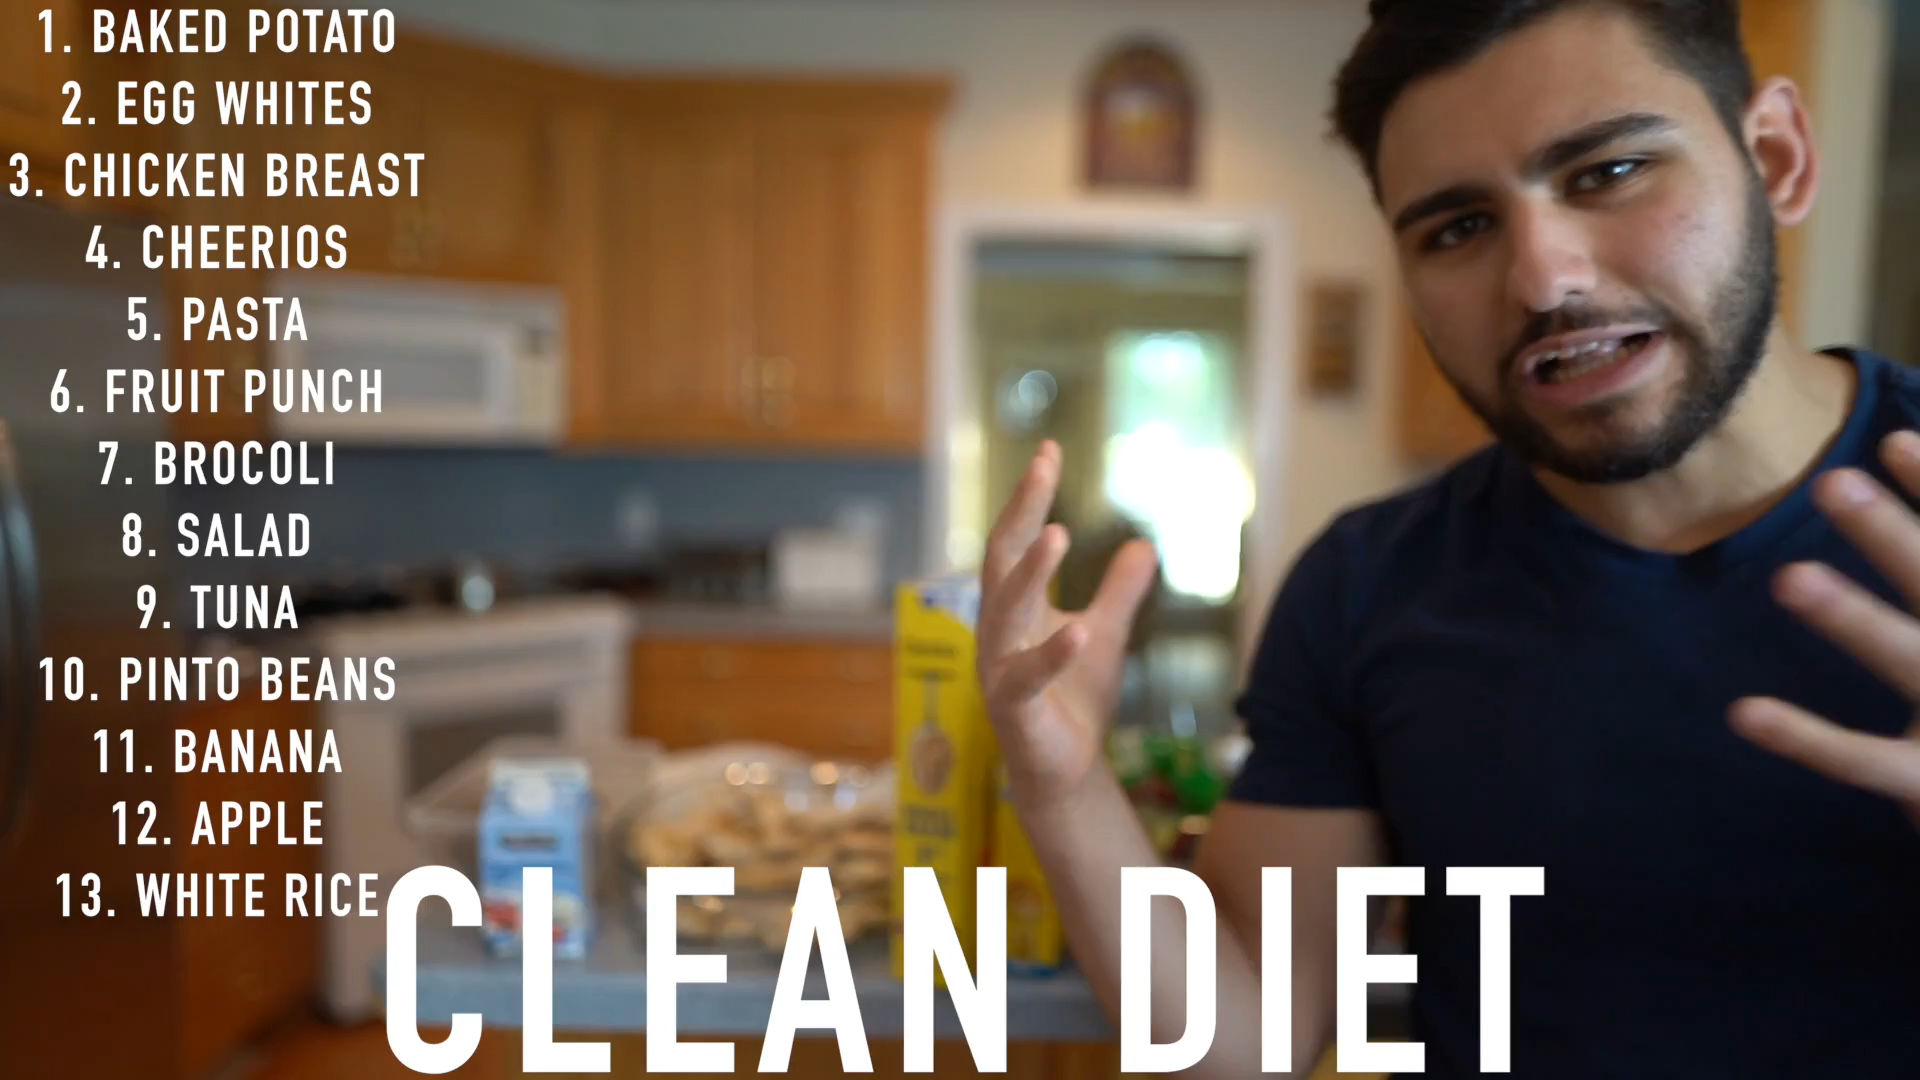 1. BAKED POTATO
2. EGG WHITES
3. CHICKEN BREAST
4. CHEERIOS
5. PASTA
6. FRUIT PUNCH
7. BROCOLI
8. SALAD
9. TUNA
10. PINTO BEANS
11. BANANA
12. APPLE
13. WHITE RICE
CLEAN DIET